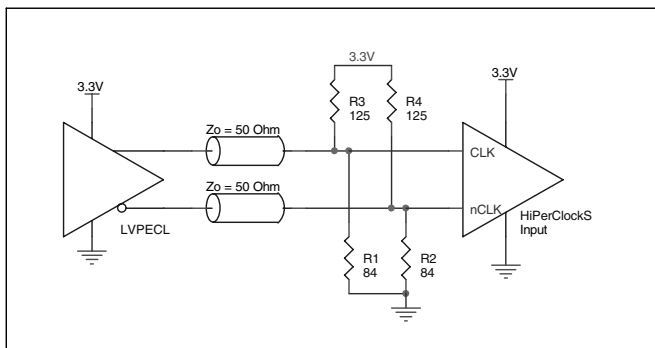 3.3V
3.3V
3.3V
R3
125
R4
125
Zo = 50 Ohm
CLK
Zo = 50 Ohm
nCLK
HiPerClockS
Input
LVPECL
R1
84
R2
84